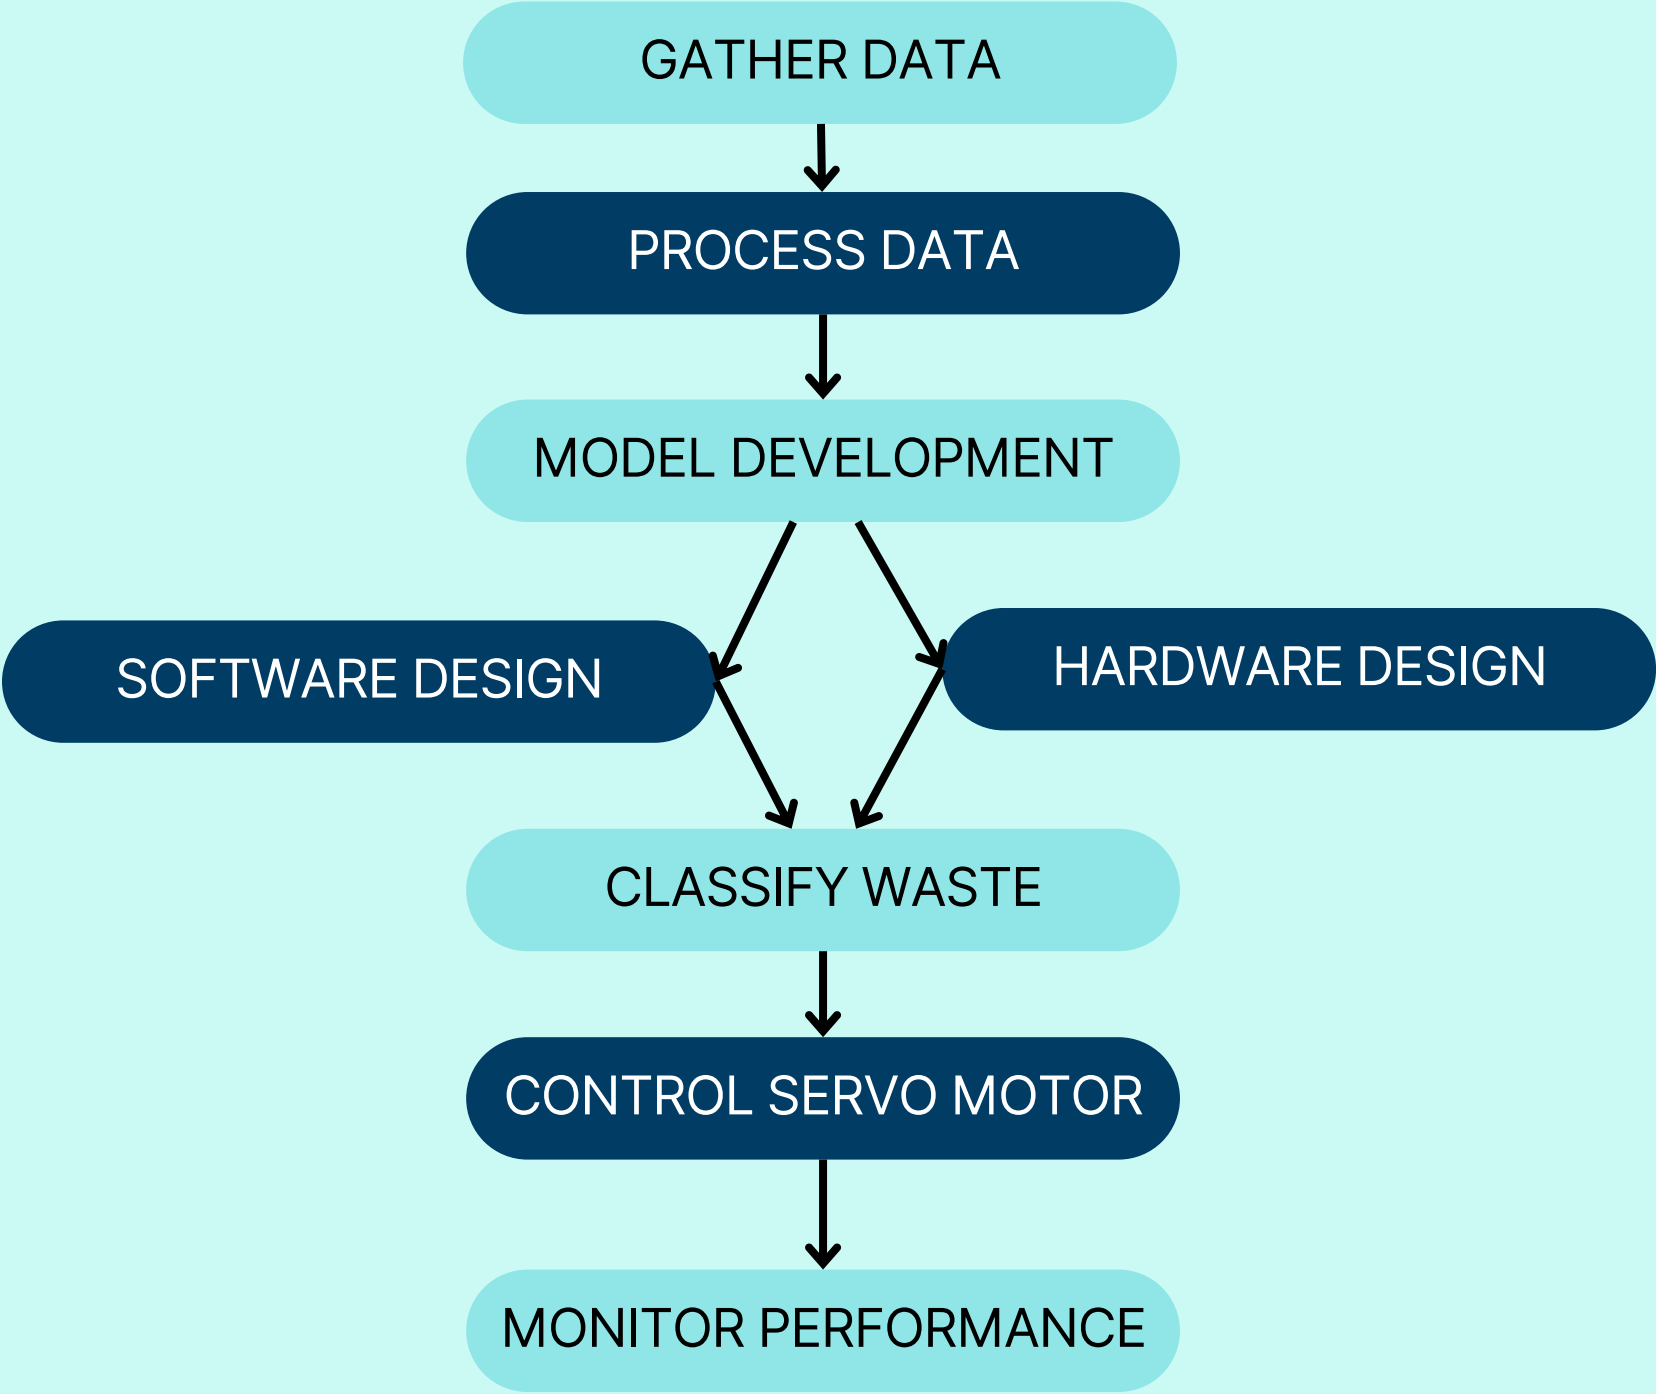 GATHER DATA
PROCESS DATA
MODEL DEVELOPMENT
SOFTWARE DESIGN
HARDWARE DESIGN
CLASSIFY WASTE
CONTROL SERVO MOTOR
MONITOR PERFORMANCE